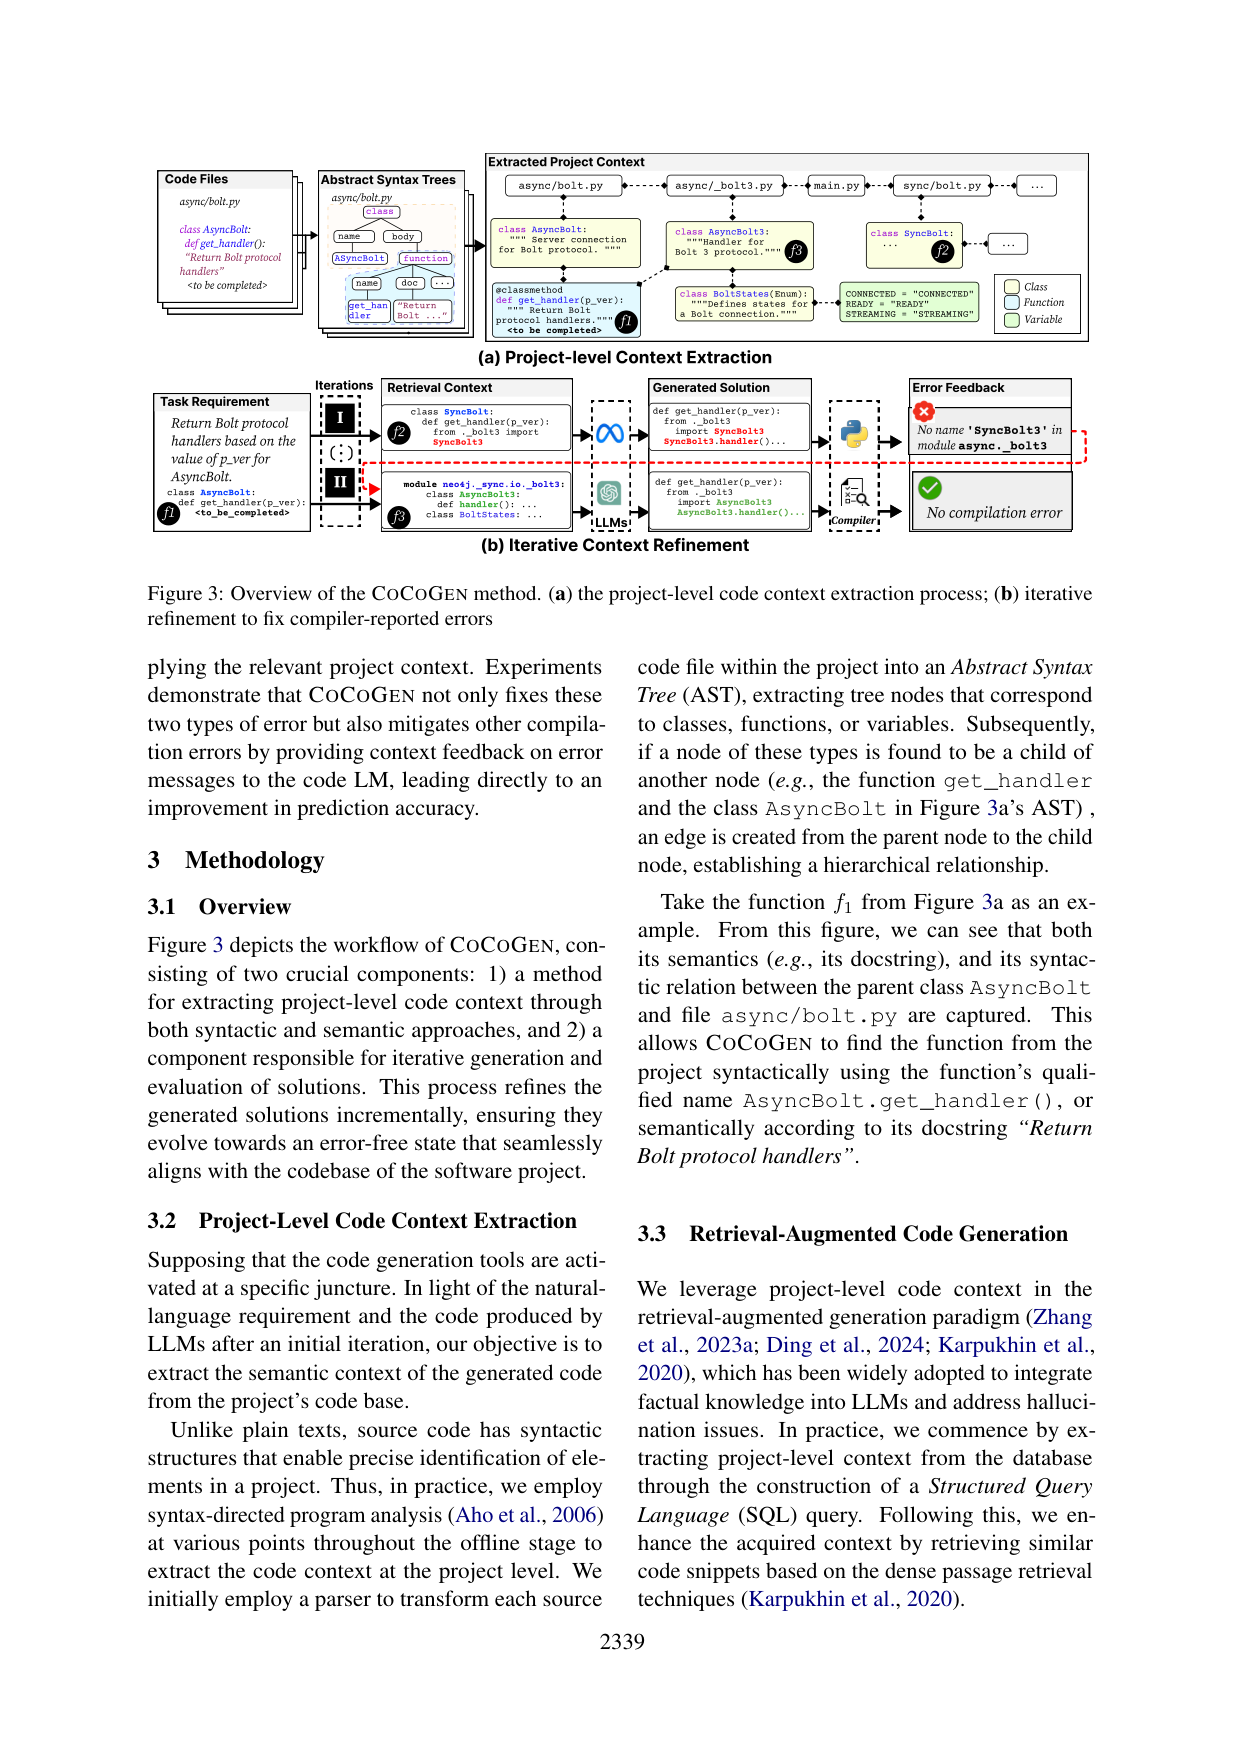 Code Files
async/bolt.py
class AsyncBolt:
def get_handler():
“Return Bolt protocol
handlers”
<to be completed>
Abstract Syntax Trees
async/bolt.py
class
name
body
ASyncBolt
function
name
doc
...
get_han
dler
“Return
Bolt ...”
Extracted Project Context
async/bolt.py
async/_bolt3.py
main.py
sync/bolt.py
...
class AsyncBolt:
""" Server connection
for Bolt protocol. """
class AsyncBolt3:
"""Handler for
Bolt 3 protocol."""
f3
class SyncBolt:
...
f2
...
@classmethod
def get_handler(p_ver):
""" Return Bolt
protocol handlers."""
<to be completed>
f1
class BoltStates(Enum):
"""Defines states for
a Bolt connection."""
CONNECTED = "CONNECTED"
READY = "READY"
STREAMING = "STREAMING"
Class
Function
Variable
(a) Project-level Context Extraction
Task Requirement
Return Bolt protocol
handlers based on the
value of p_ver for
AsyncBolt.
class AsyncBolt:
def get_handler(p_ver):
<to_be_completed>
f1
Iterations
I
(:)
II
Retrieval Context
class SyncBolt:
def get_handler(p_ver):
from ._bolt3 import
SyncBolt3
f2
module neo4j._sync.io._bolt3:
class AsyncBolt3:
def handler(): ...
class BoltStates: ...
f3
LLMs
Generated Solution
def get_handler(p_ver):
from ._bolt3
import SyncBolt3
SyncBolt3.handler()...
def get_handler(p_ver):
from ._bolt3
import AsyncBolt3
AsyncBolt3.handler()...
Compiler
Error Feedback
No name 'SyncBolt3' in
module async._bolt3
No compilation error
(b) Iterative Context Refinement
Figure 3: Overview of the COCOGEN method. (a) the project-level code context extraction process; (b) iterative
refinement to fix compiler-reported errors
plying the relevant project context. Experiments
demonstrate that COCOGEN not only fixes these
two types of error but also mitigates other compila-
tion errors by providing context feedback on error
messages to the code LM, leading directly to an
improvement in prediction accuracy.
3 Methodology
3.1 Overview
Figure 3 depicts the workflow of COCOGEN, con-
sisting of two crucial components: 1) a method
for extracting project-level code context through
both syntactic and semantic approaches, and 2) a
component responsible for iterative generation and
evaluation of solutions. This process refines the
generated solutions incrementally, ensuring they
evolve towards an error-free state that seamlessly
aligns with the codebase of the software project.
3.2 Project-Level Code Context Extraction
Supposing that the code generation tools are acti-
vated at a specific juncture. In light of the natural-
language requirement and the code produced by
LLMs after an initial iteration, our objective is to
extract the semantic context of the generated code
from the project's code base.
Unlike plain texts, source code has syntactic
structures that enable precise identification of ele-
ments in a project. Thus, in practice, we employ
syntax-directed program analysis (Aho et al., 2006)
at various points throughout the offline stage to
extract the code context at the project level. We
initially employ a parser to transform each source
code file within the project into an Abstract Syntax
Tree (AST), extracting tree nodes that correspond
to classes, functions, or variables. Subsequently,
if a node of these types is found to be a child of
another node (e.g., the function get_handler
and the class AsyncBolt in Figure 3a's AST) ,
an edge is created from the parent node to the child
node, establishing a hierarchical relationship.
Take the function f1 from Figure 3a as an ex-
ample. From this figure, we can see that both
its semantics (e.g., its docstring), and its syntac-
tic relation between the parent class AsyncBolt
and file async/bolt.py are captured. This
allows COCOGEN to find the function from the
project syntactically using the function's quali-
fied name AsyncBolt.get_handler(), or
semantically according to its docstring “Return
Bolt protocol handlers”.
3.3 Retrieval-Augmented Code Generation
We leverage project-level code context in the
retrieval-augmented generation paradigm (Zhang
et al., 2023a; Ding et al., 2024; Karpukhin et al.,
2020), which has been widely adopted to integrate
factual knowledge into LLMs and address halluci-
nation issues. In practice, we commence by ex-
tracting project-level context from the database
through the construction of a Structured Query
Language (SQL) query. Following this, we en-
hance the acquired context by retrieving similar
code snippets based on the dense passage retrieval
techniques (Karpukhin et al., 2020).
2339